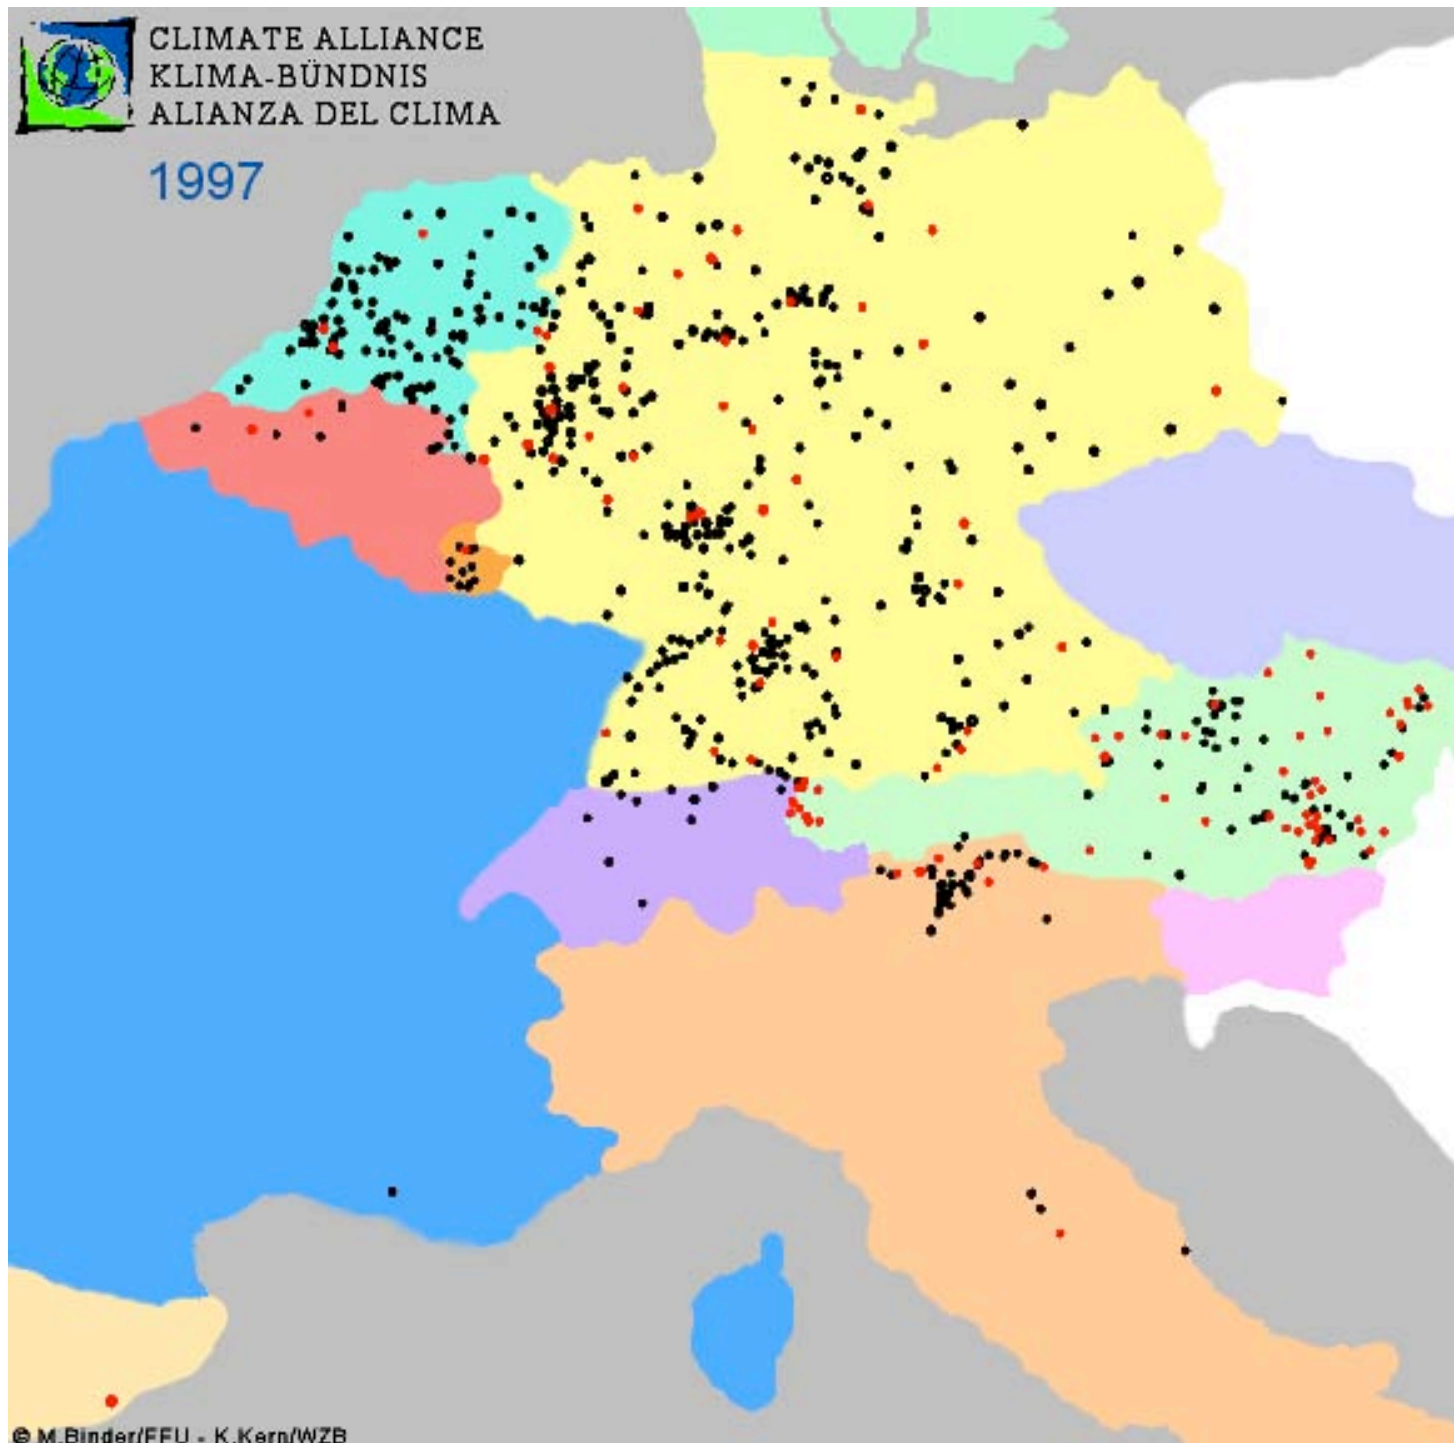 CLIMATE ALLIANCE
KLIMA-BÜNDNIS
ALIANZA DEL CLIMA
1997
© M.Binder/FFU - K.Kern/WZB